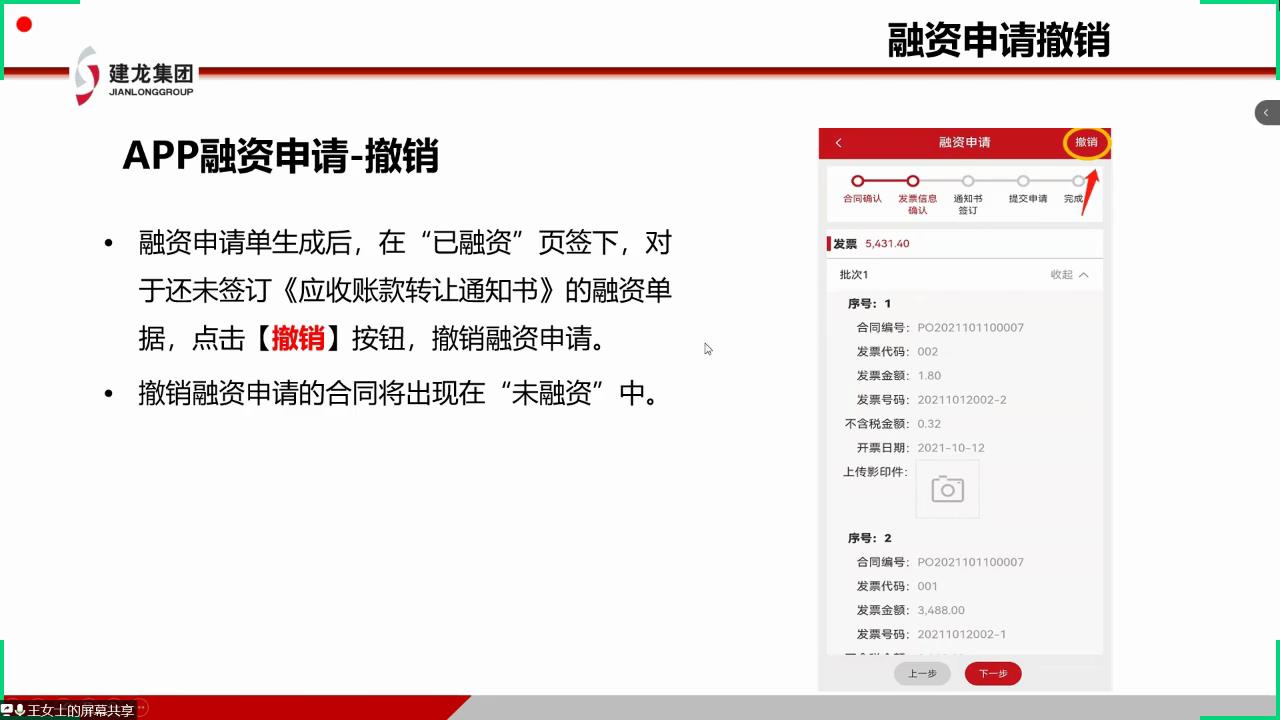 融资申请撤销
建龙集团
JIANLONGGROUP
APP融资申请-撤销
• 融资申请单生成后，在“已融资”页签下，对
于还未签订《应收账款转让通知书》的融资单
据，点击【撤销】按钮，撤销融资申请。
• 撤销融资申请的合同将出现在“未融资”中。
融资申请
撤销
合同确认 发票信息 通知书 提交申请 完成
确认 签订
发票 5,431.40
批次1 收起
序号：1
合同编号：PO2021101100007
发票代码：002
发票金额：1.80
发票号码：20211012002-2
不含税金额：0.32
开票日期：2021-10-12
上传影印件：
序号：2
合同编号：PO2021101100007
发票代码：001
发票金额：3,488.00
发票号码：20211012002-1
上一步 下一步
王女士的屏幕共享